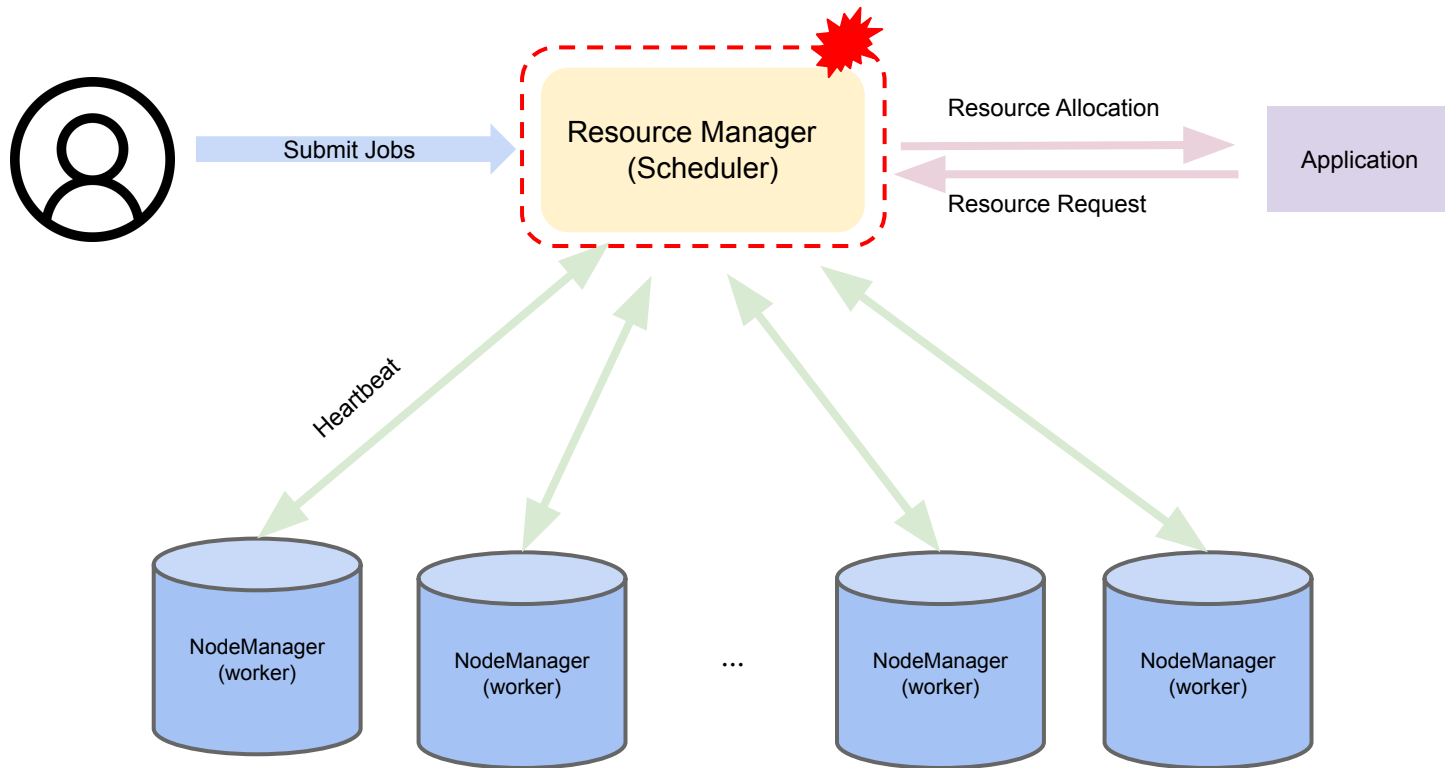 Submit Jobs
Resource Manager
(Scheduler)
Resource Allocation
Resource Request
Application
Heartbeat
NodeManager
(worker)
NodeManager
(worker)
...
NodeManager
(worker)
NodeManager
(worker)